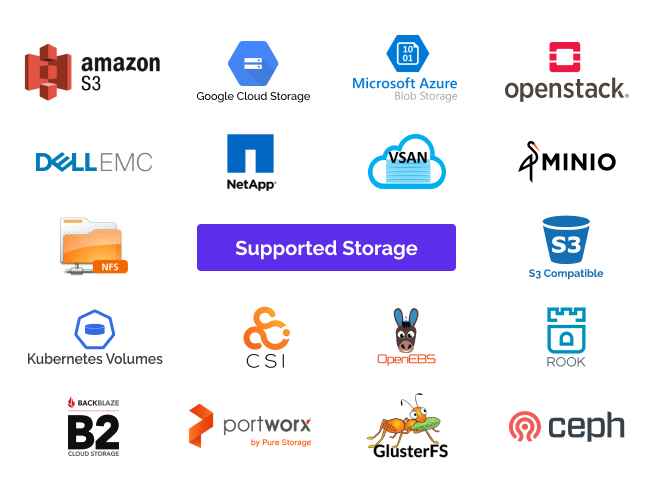 amazon
S3
Google Cloud Storage
10
01
Microsoft Azure
Blob Storage
openstack.
DELLEMC
NetApp
VSAN
MINIO
NFS
Supported Storage
S3
S3 Compatible
Kubernetes Volumes
CSI
OpenEBS
ROOK
BACKBLAZE
B2
CLOUD STORAGE
portworx
by Pure Storage
GlusterFS
ceph